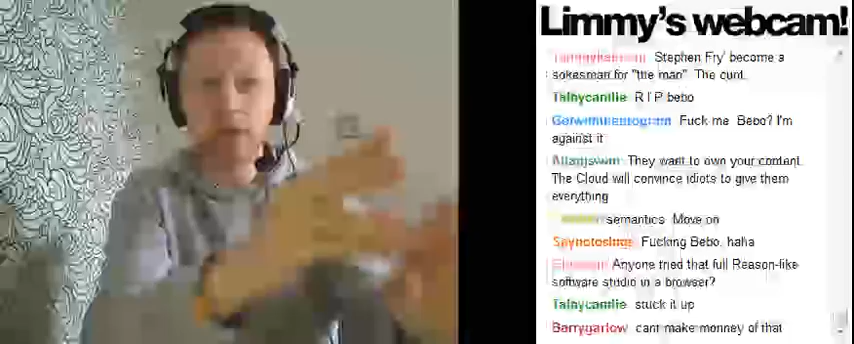 Limmy's webcam!
Stephen Fry' become a
sokesman for "the man". The cunt.
Talbycamlie R I P bebo
Fuck me. Bebo? I'm
against it
They want to own your content.
The Cloud will convince idiots to give them
everything
semantics. Move on
Fucking Bebo, haha
Anyone tried that full Reason-like
software studio in a browser?
Talbycamlie stuck it up
Barrygarlow cant make monney of that